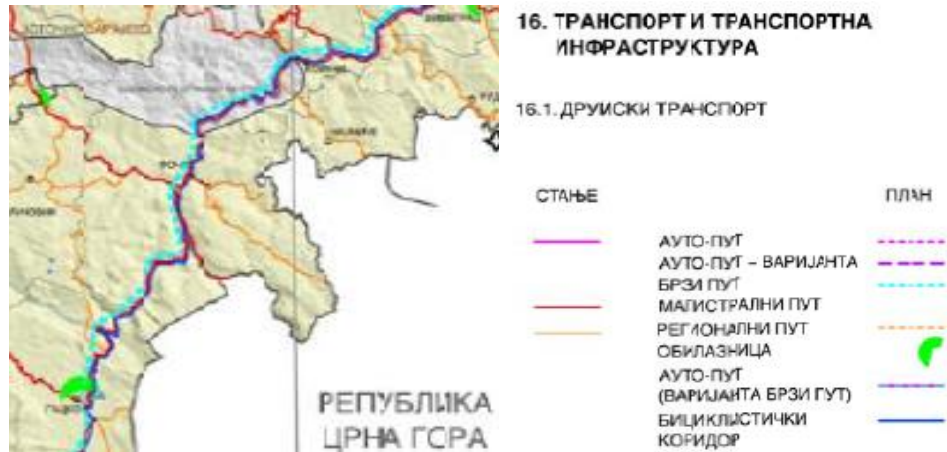 16. ТРАНСПОРТ И ТРАНСПОРТНА
ИНФРАСТРУКТУРА
16.1. ДРУМСКИ ТРАНСПОРТ
СТАЊЕ
ПЛАН
АУТО-ПУТ
АУТО-ПУТ – ВАРИЈАНТА
БРЗИ ПУТ
МАГИСТРАЛНИ ПУТ
РЕГИОНАЛНИ ПУТ
ОБИЛАЗНИЦА
АУТО-ПУТ
(ВАРИЈАНТА БРЗИ ПУТ)
БИЦИКЛИСТИЧКИ
КОРИДОР
РЕПУБЛИКА
ЦРНА ГОРА